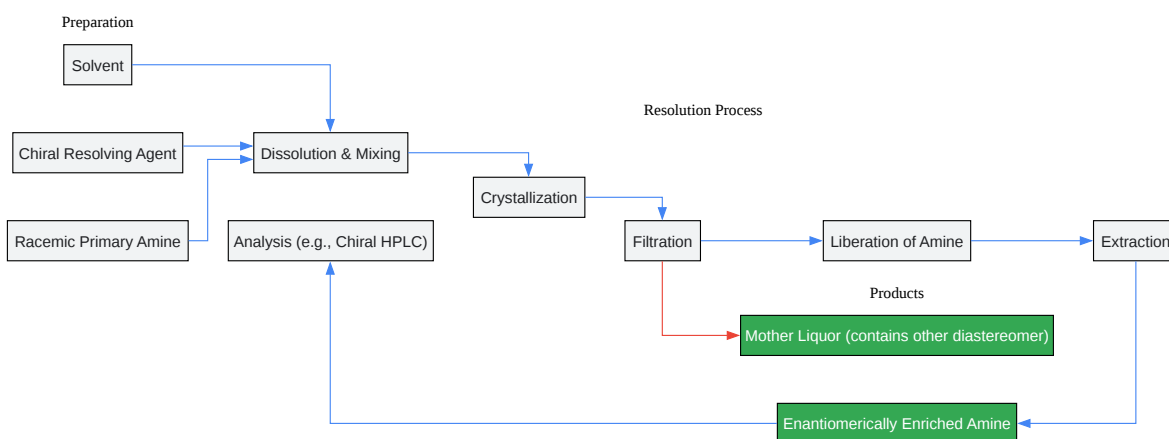 Preparation
Solvent
Resolution Process
Chiral Resolving Agent
Dissolution & Mixing
Crystallization
Racemic Primary Amine
Analysis (e.g., Chiral HPLC)
Filtration
Liberation of Amine
Extraction
Products
Mother Liquor (contains other diastereomer)
Enantiomerically Enriched Amine